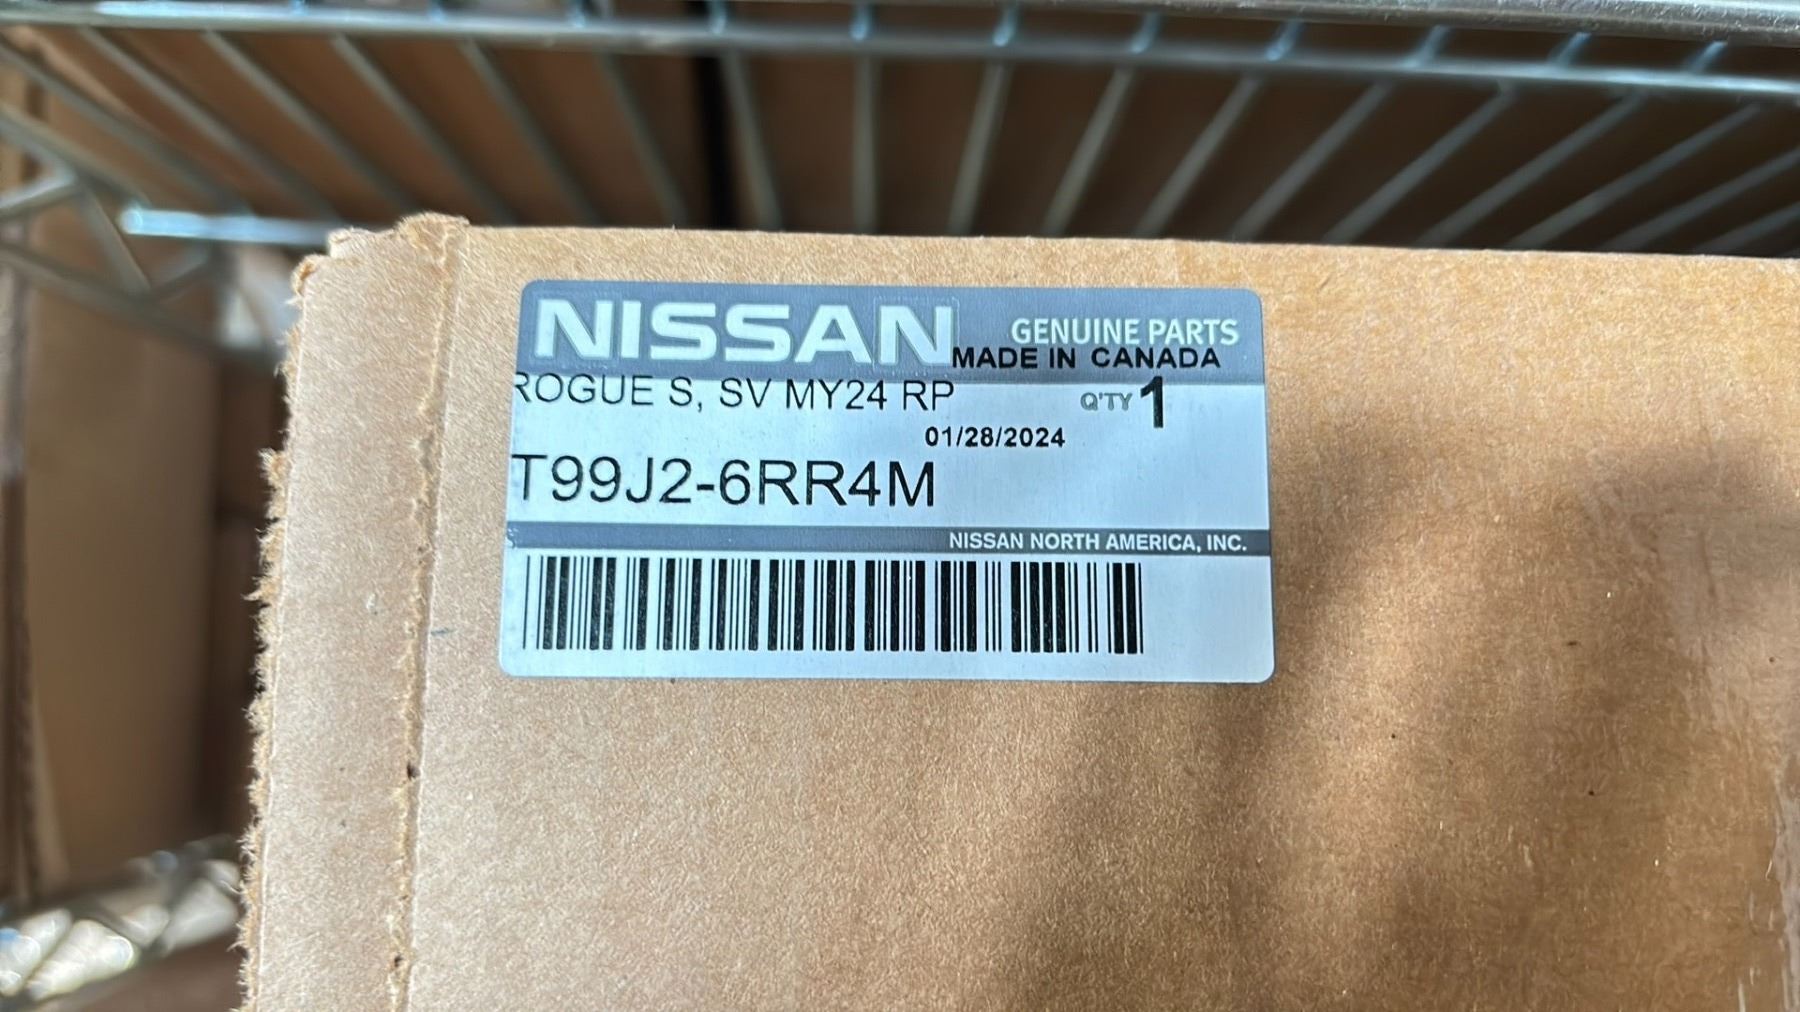 NISSAN GENUINE PARTS
MADE IN CANADA
ROGUE S, SV MY24 RP Q'TY 1
01/28/2024
T99J2-6RR4M
NISSAN NORTH AMERICA, INC.